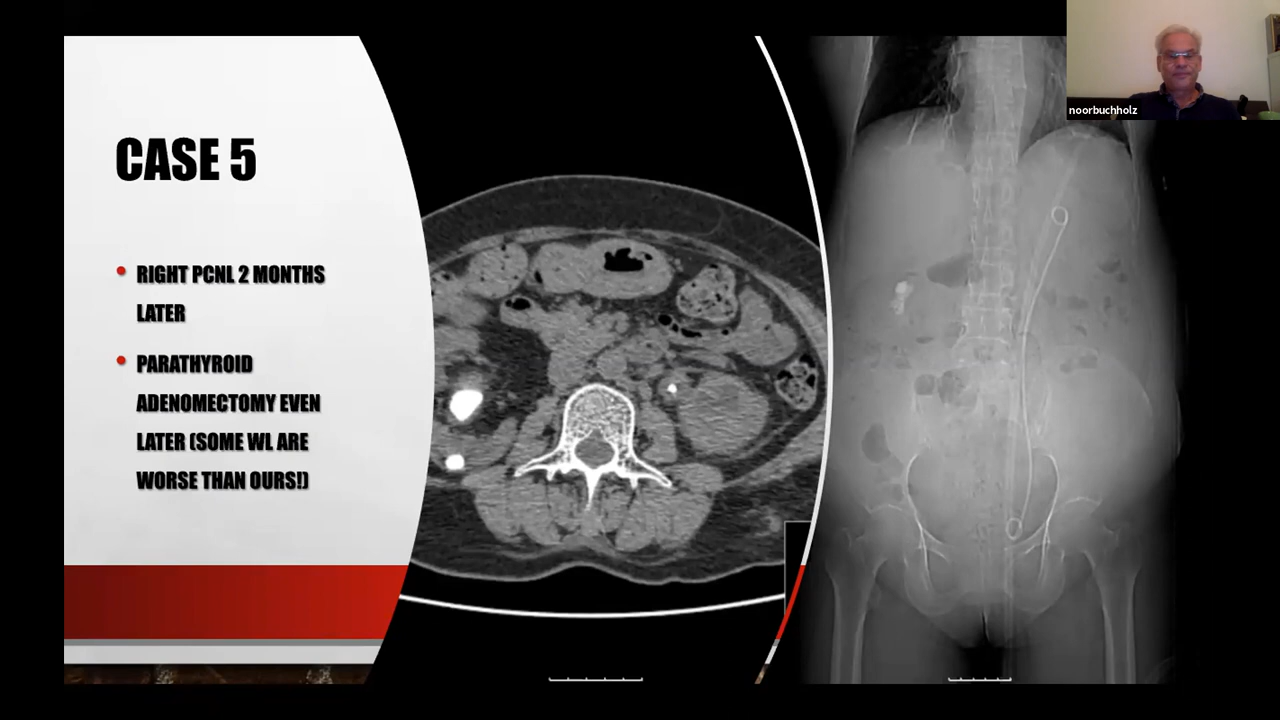 noorbuchholz
CASE 5
• RIGHT PCNL 2 MONTHS
LATER
• PARATHYROID
ADENOMECTOMY EVEN
LATER (SOME WL ARE
WORSE THAN OURS!)